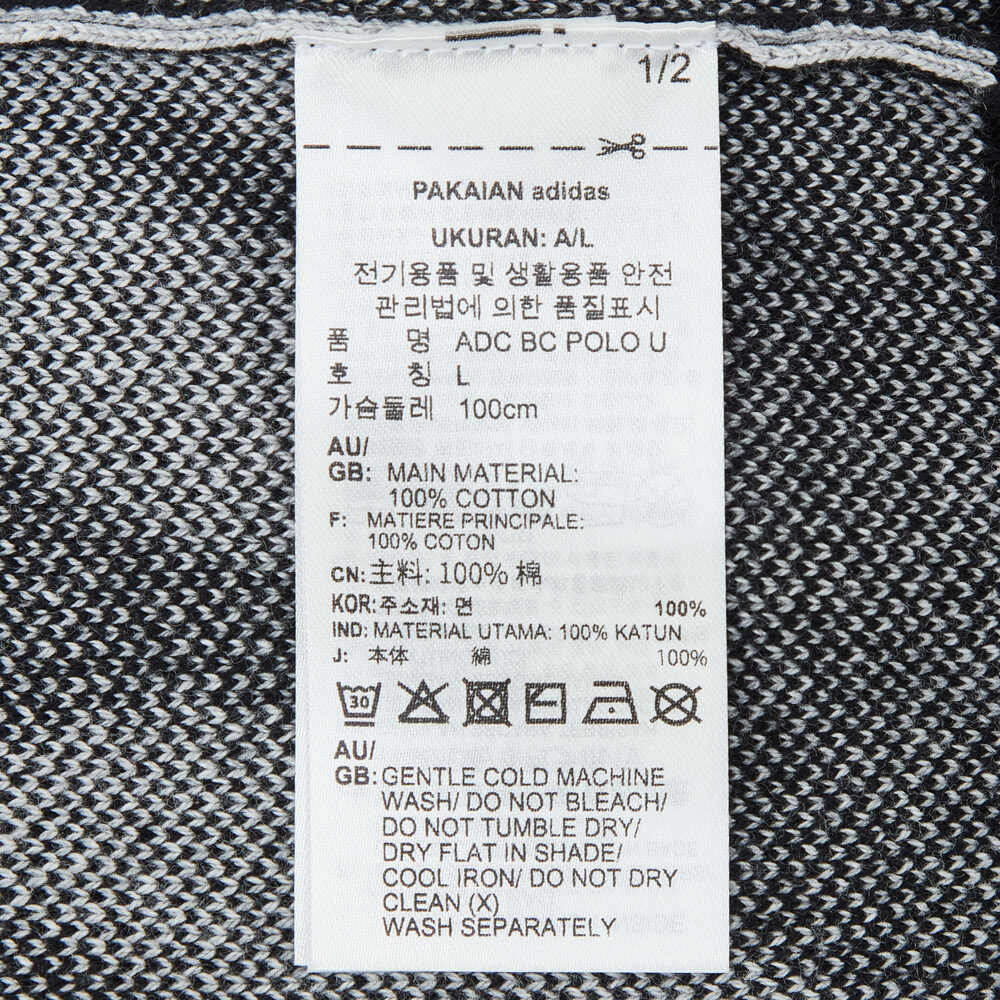 1/2
PAKAIAN adidas
UKURAN: A/L
전기용품 및 생활용품 안전
관리법에 의한 품질표시
품 명 ADC BC POLO U
호 칭 L
가슴둘레 100cm
AU/
GB: MAIN MATERIAL:
100% COTTON
F: MATIERE PRINCIPALE:
100% COTON
CN: 主料: 100% 棉
KOR: 주소재: 면 100%
IND: MATERIAL UTAMA: 100% KATUN
J: 本体 綿 100%
30
AU/
GB: GENTLE COLD MACHINE
WASH/ DO NOT BLEACH/
DO NOT TUMBLE DRY/
DRY FLAT IN SHADE/
COOL IRON/ DO NOT DRY
CLEAN (X)
WASH SEPARATELY